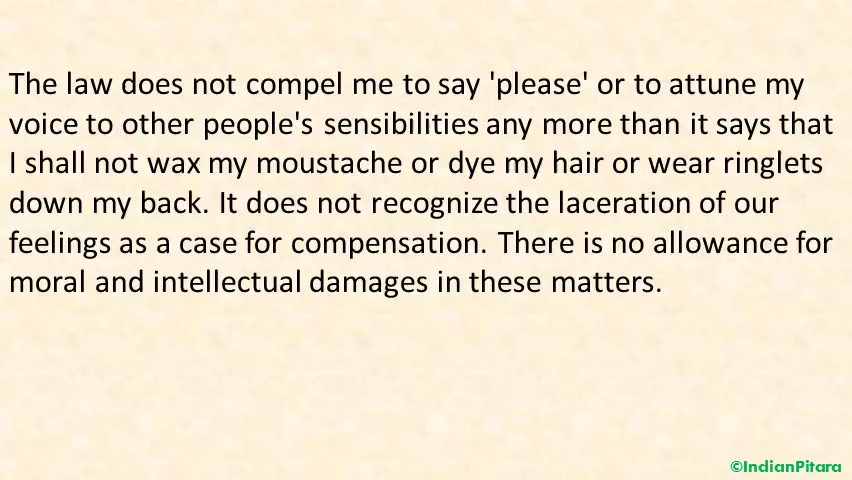 The law does not compel me to say 'please' or to attune my
voice to other people's sensibilities any more than it says that
I shall not wax my moustache or dye my hair or wear ringlets
down my back. It does not recognize the laceration of our
feelings as a case for compensation. There is no allowance for
moral and intellectual damages in these matters.
©IndianPitara